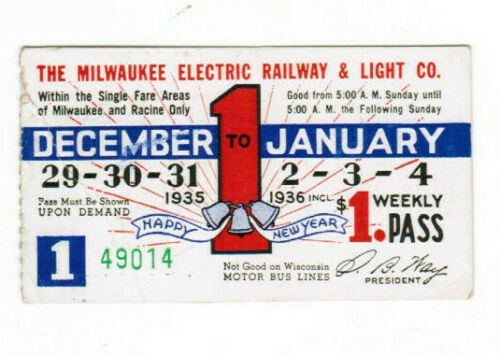 THE MILWAUKEE ELECTRIC RAILWAY & LIGHT CO.
Within the Single Fare Areas
of Milwaukee and Racine Only
Good from 5:00 A. M. Sunday until
5:00 A. M. the Following Sunday
1
DECEMBER TO JANUARY
29-30-31
1935
2-3-4
1936 INCL.
Pass Must Be Shown
UPON DEMAND
HAPPY NEW YEAR
$1. WEEKLY
PASS
1
49014
Not Good on Wisconsin
MOTOR BUS LINES
S. B. Way
PRESIDENT